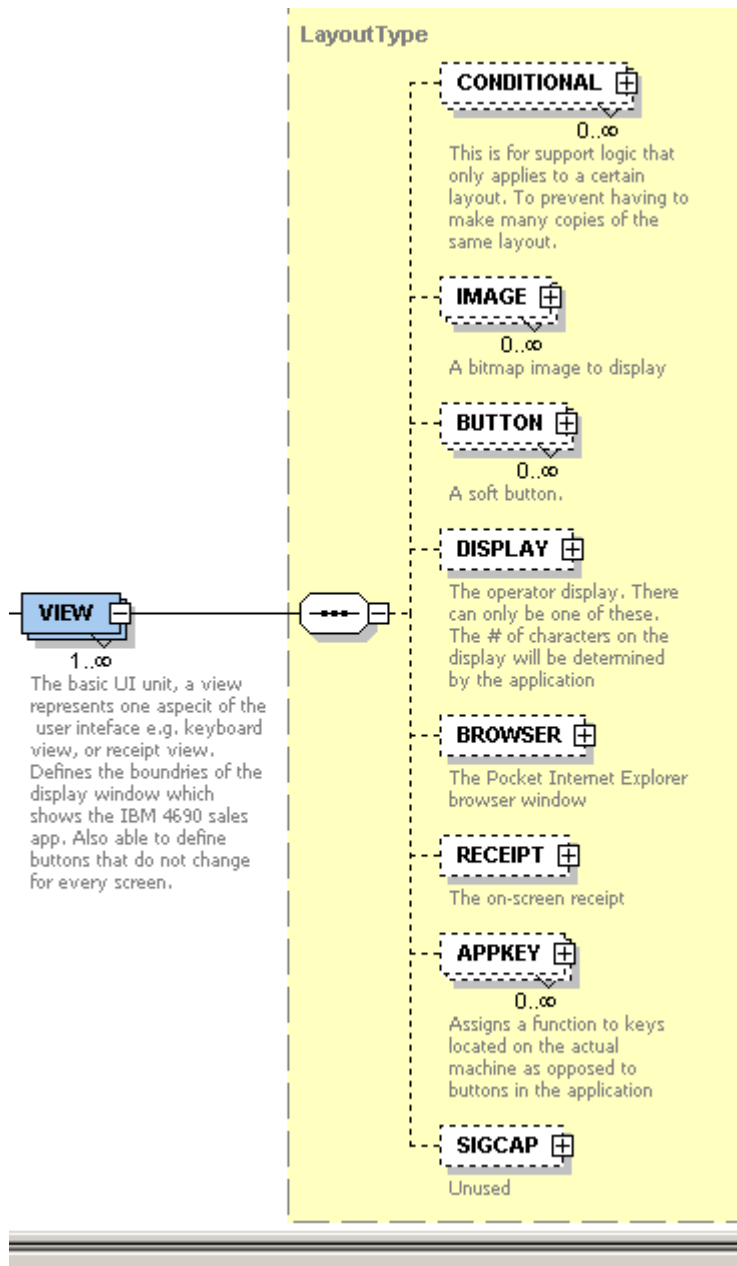 LayoutType
CONDITIONAL
0..∞
This is for support logic that
only applies to a certain
layout. To prevent having to
make many copies of the
same layout.
IMAGE
0..∞
A bitmap image to display
BUTTON
0..∞
A soft button.
DISPLAY
The operator display. There
can only be one of these.
The # of characters on the
display will be determined
by the application
VIEW
1..∞
The basic UI unit, a view
represents one aspecit of the
user inteface e.g. keyboard
view, or receipt view.
Defines the boundries of the
display window which
shows the IBM 4690 sales
app. Also able to define
buttons that do not change
for every screen.
BROWSER
The Pocket Internet Explorer
browser window
RECEIPT
The on-screen receipt
APPKEY
0..∞
Assigns a function to keys
located on the actual
machine as opposed to
buttons in the application
SIGCAP
Unused